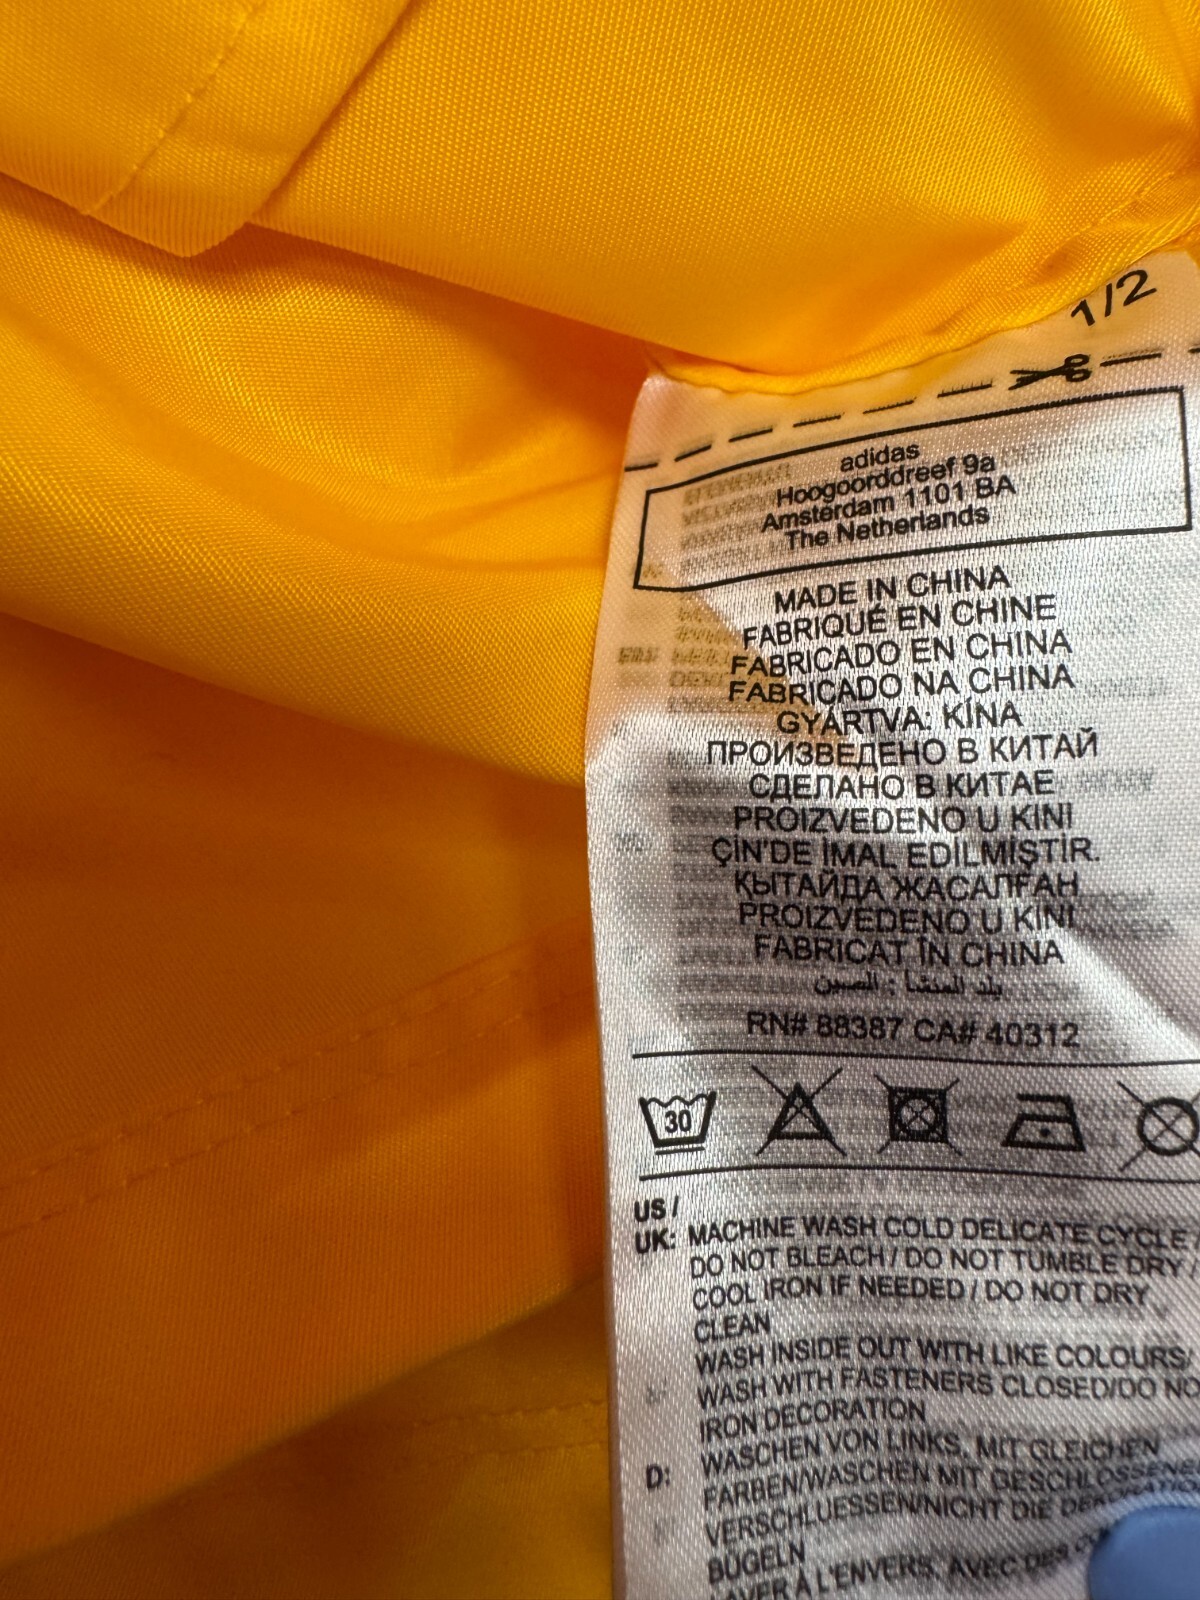 1/2
adidas
Hoogoorddreef 9a
Amsterdam 1101 BA
The Netherlands
MADE IN CHINA
FABRIQUÉ EN CHINE
FABRICADO EN CHINA
FABRICADO NA CHINA
GYÁRTVA: KÍNA
ПРОИЗВЕДЕНО В КИТАЙ
СДЕЛАНО В КИТАЕ
PROIZVEDENO U KINI
ÇİN'DE İMAL EDİLMİŞTİR.
ҚЫТАЙДА ЖАСАЛҒАН
PROIZVEDENO U KINI
FABRICAT ÎN CHINA
بلد المنشأ : الصين
RN# 88387 CA# 40312
30
US /
UK: MACHINE WASH COLD DELICATE CYCLE /
DO NOT BLEACH / DO NOT TUMBLE DRY /
COOL IRON IF NEEDED / DO NOT DRY
CLEAN
WASH INSIDE OUT WITH LIKE COLOURS/
WASH WITH FASTENERS CLOSED/DO NO
IRON DECORATION
D: WASCHEN VON LINKS, MIT GLEICHEN
FARBEN/WASCHEN MIT GESCHLOSSENE
VERSCHLUESSEN/NICHT DIE
BÜGELN
LAVER À L'ENVERS, AVEC DES